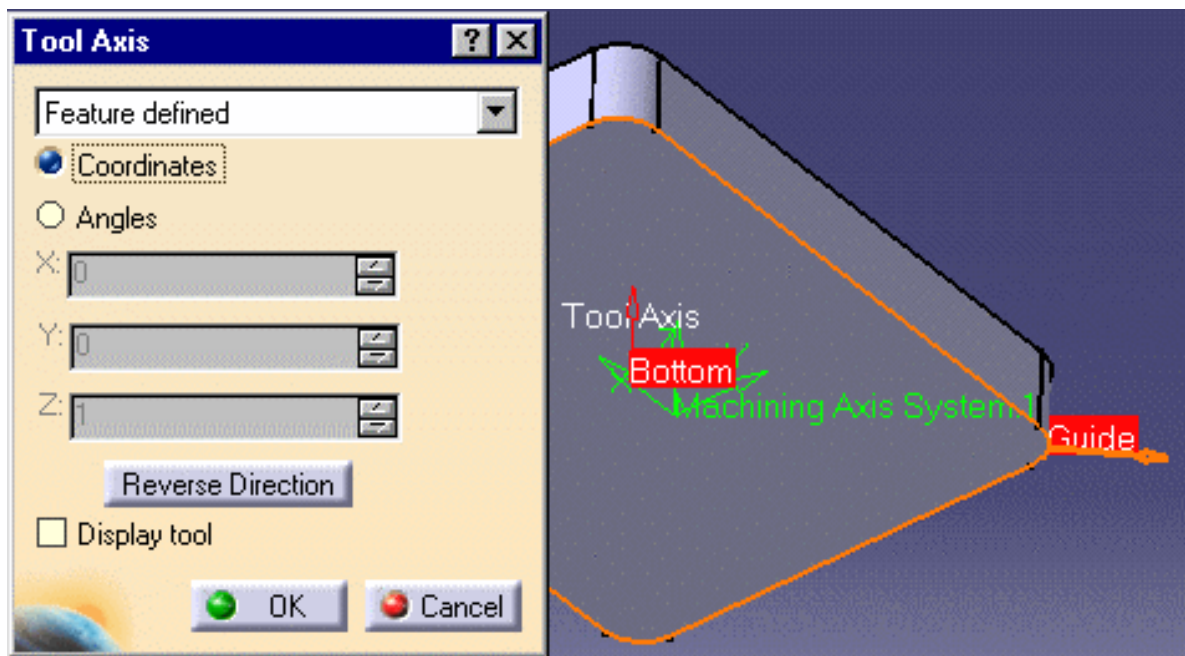 Tool Axis
Feature defined
Coordinates
Angles
X: 0
Y: 0
Z: 1
Reverse Direction
Display tool
OK
Cancel
Tool Axis
Bottom
Machining Axis System.1
Guide